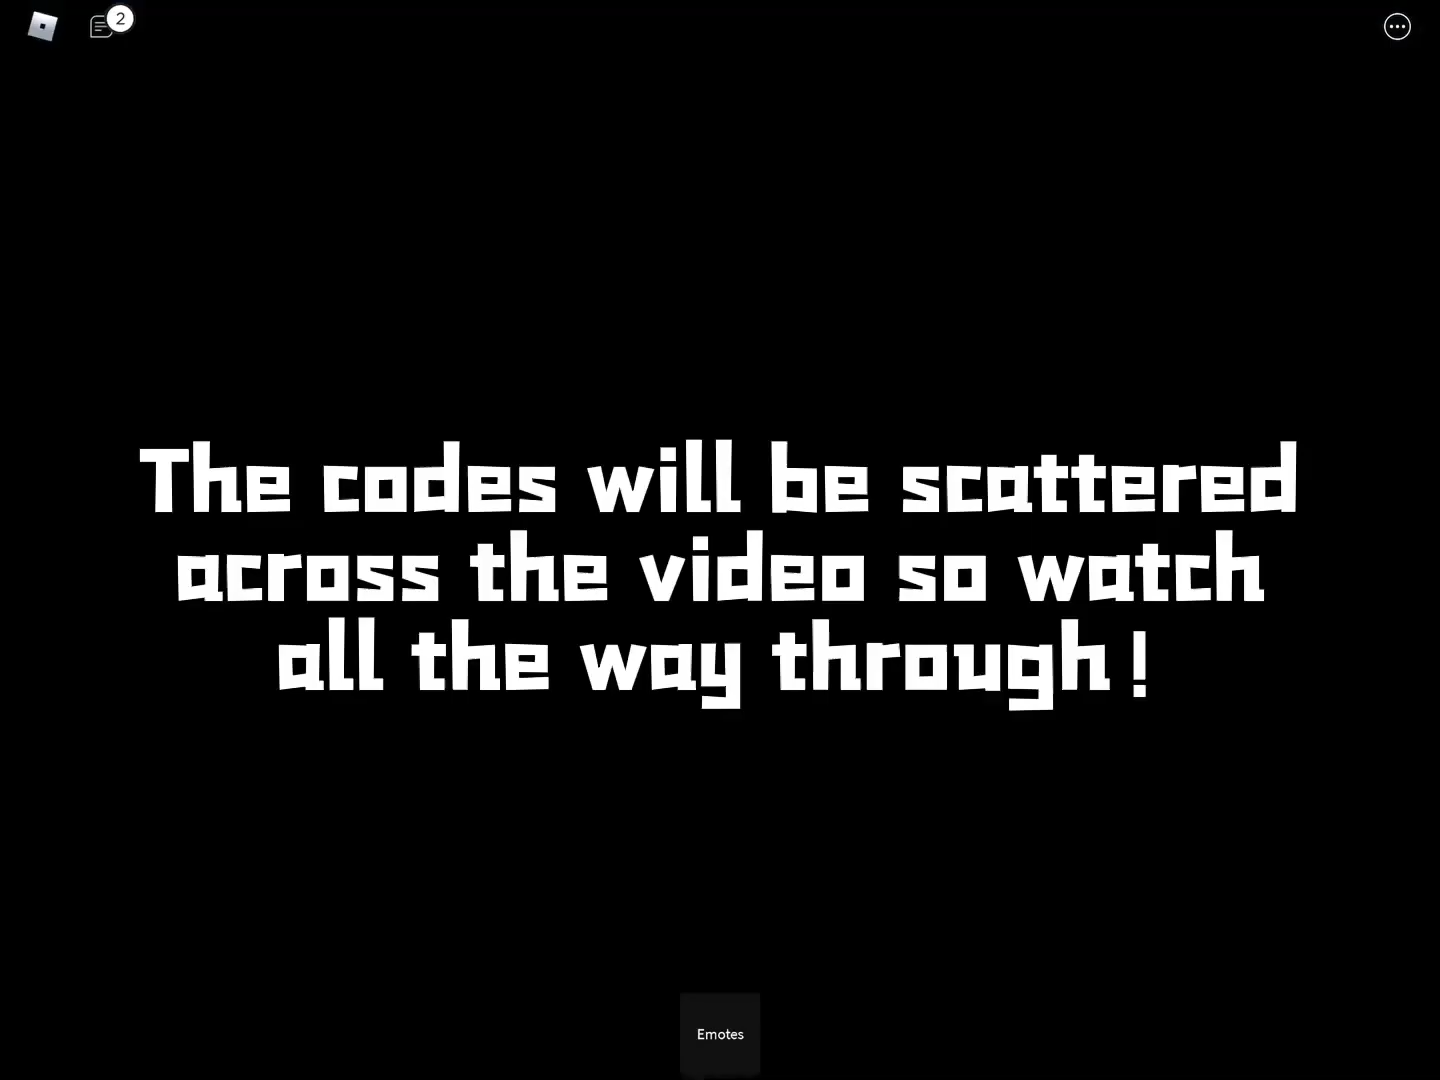 2
The codes will be scattered
across the video so watch
all the way through!
Emotes